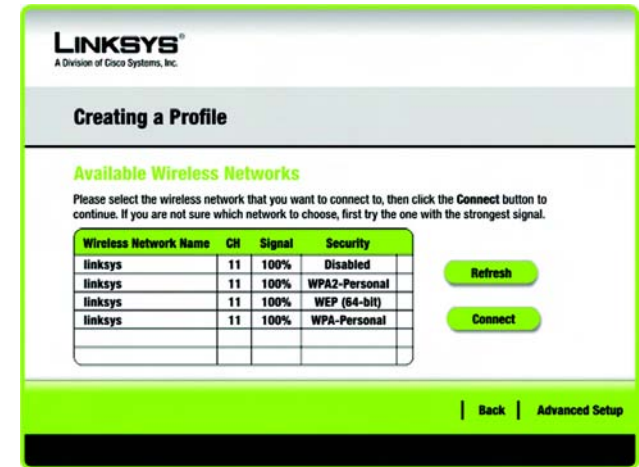 LINKSYS®
A Division of Cisco Systems, Inc.
Creating a Profile
Available Wireless Networks
Please select the wireless network that you want to connect to, then click the Connect button to
continue. If you are not sure which network to choose, first try the one with the strongest signal.
Wireless Network Name CH Signal Security
linksys 11 100% Disabled
linksys 11 100% WPA2-Personal
linksys 11 100% WEP (64-bit)
linksys 11 100% WPA-Personal
Refresh
Connect
Back Advanced Setup